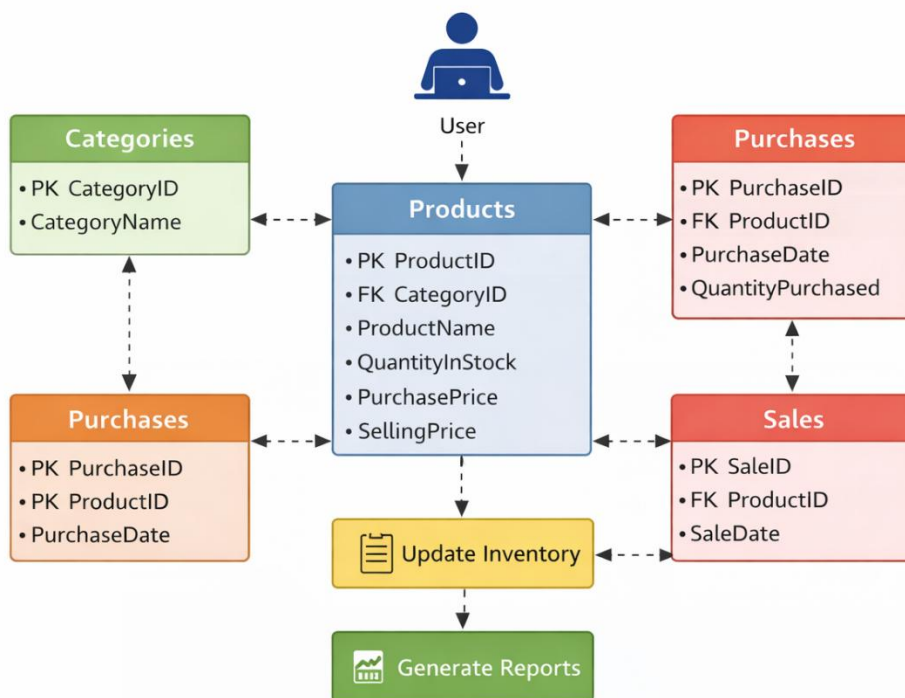 User
Categories
• PK CategoryID
• CategoryName
Products
• PK ProductID
• FK CategoryID
• ProductName
• QuantityInStock
• PurchasePrice
• SellingPrice
Purchases
• PK PurchaseID
• FK ProductID
• PurchaseDate
• QuantityPurchased
Purchases
• PK PurchaseID
• PK ProductID
• PurchaseDate
Sales
• PK SaleID
• FK ProductID
• SaleDate
Update Inventory
Generate Reports